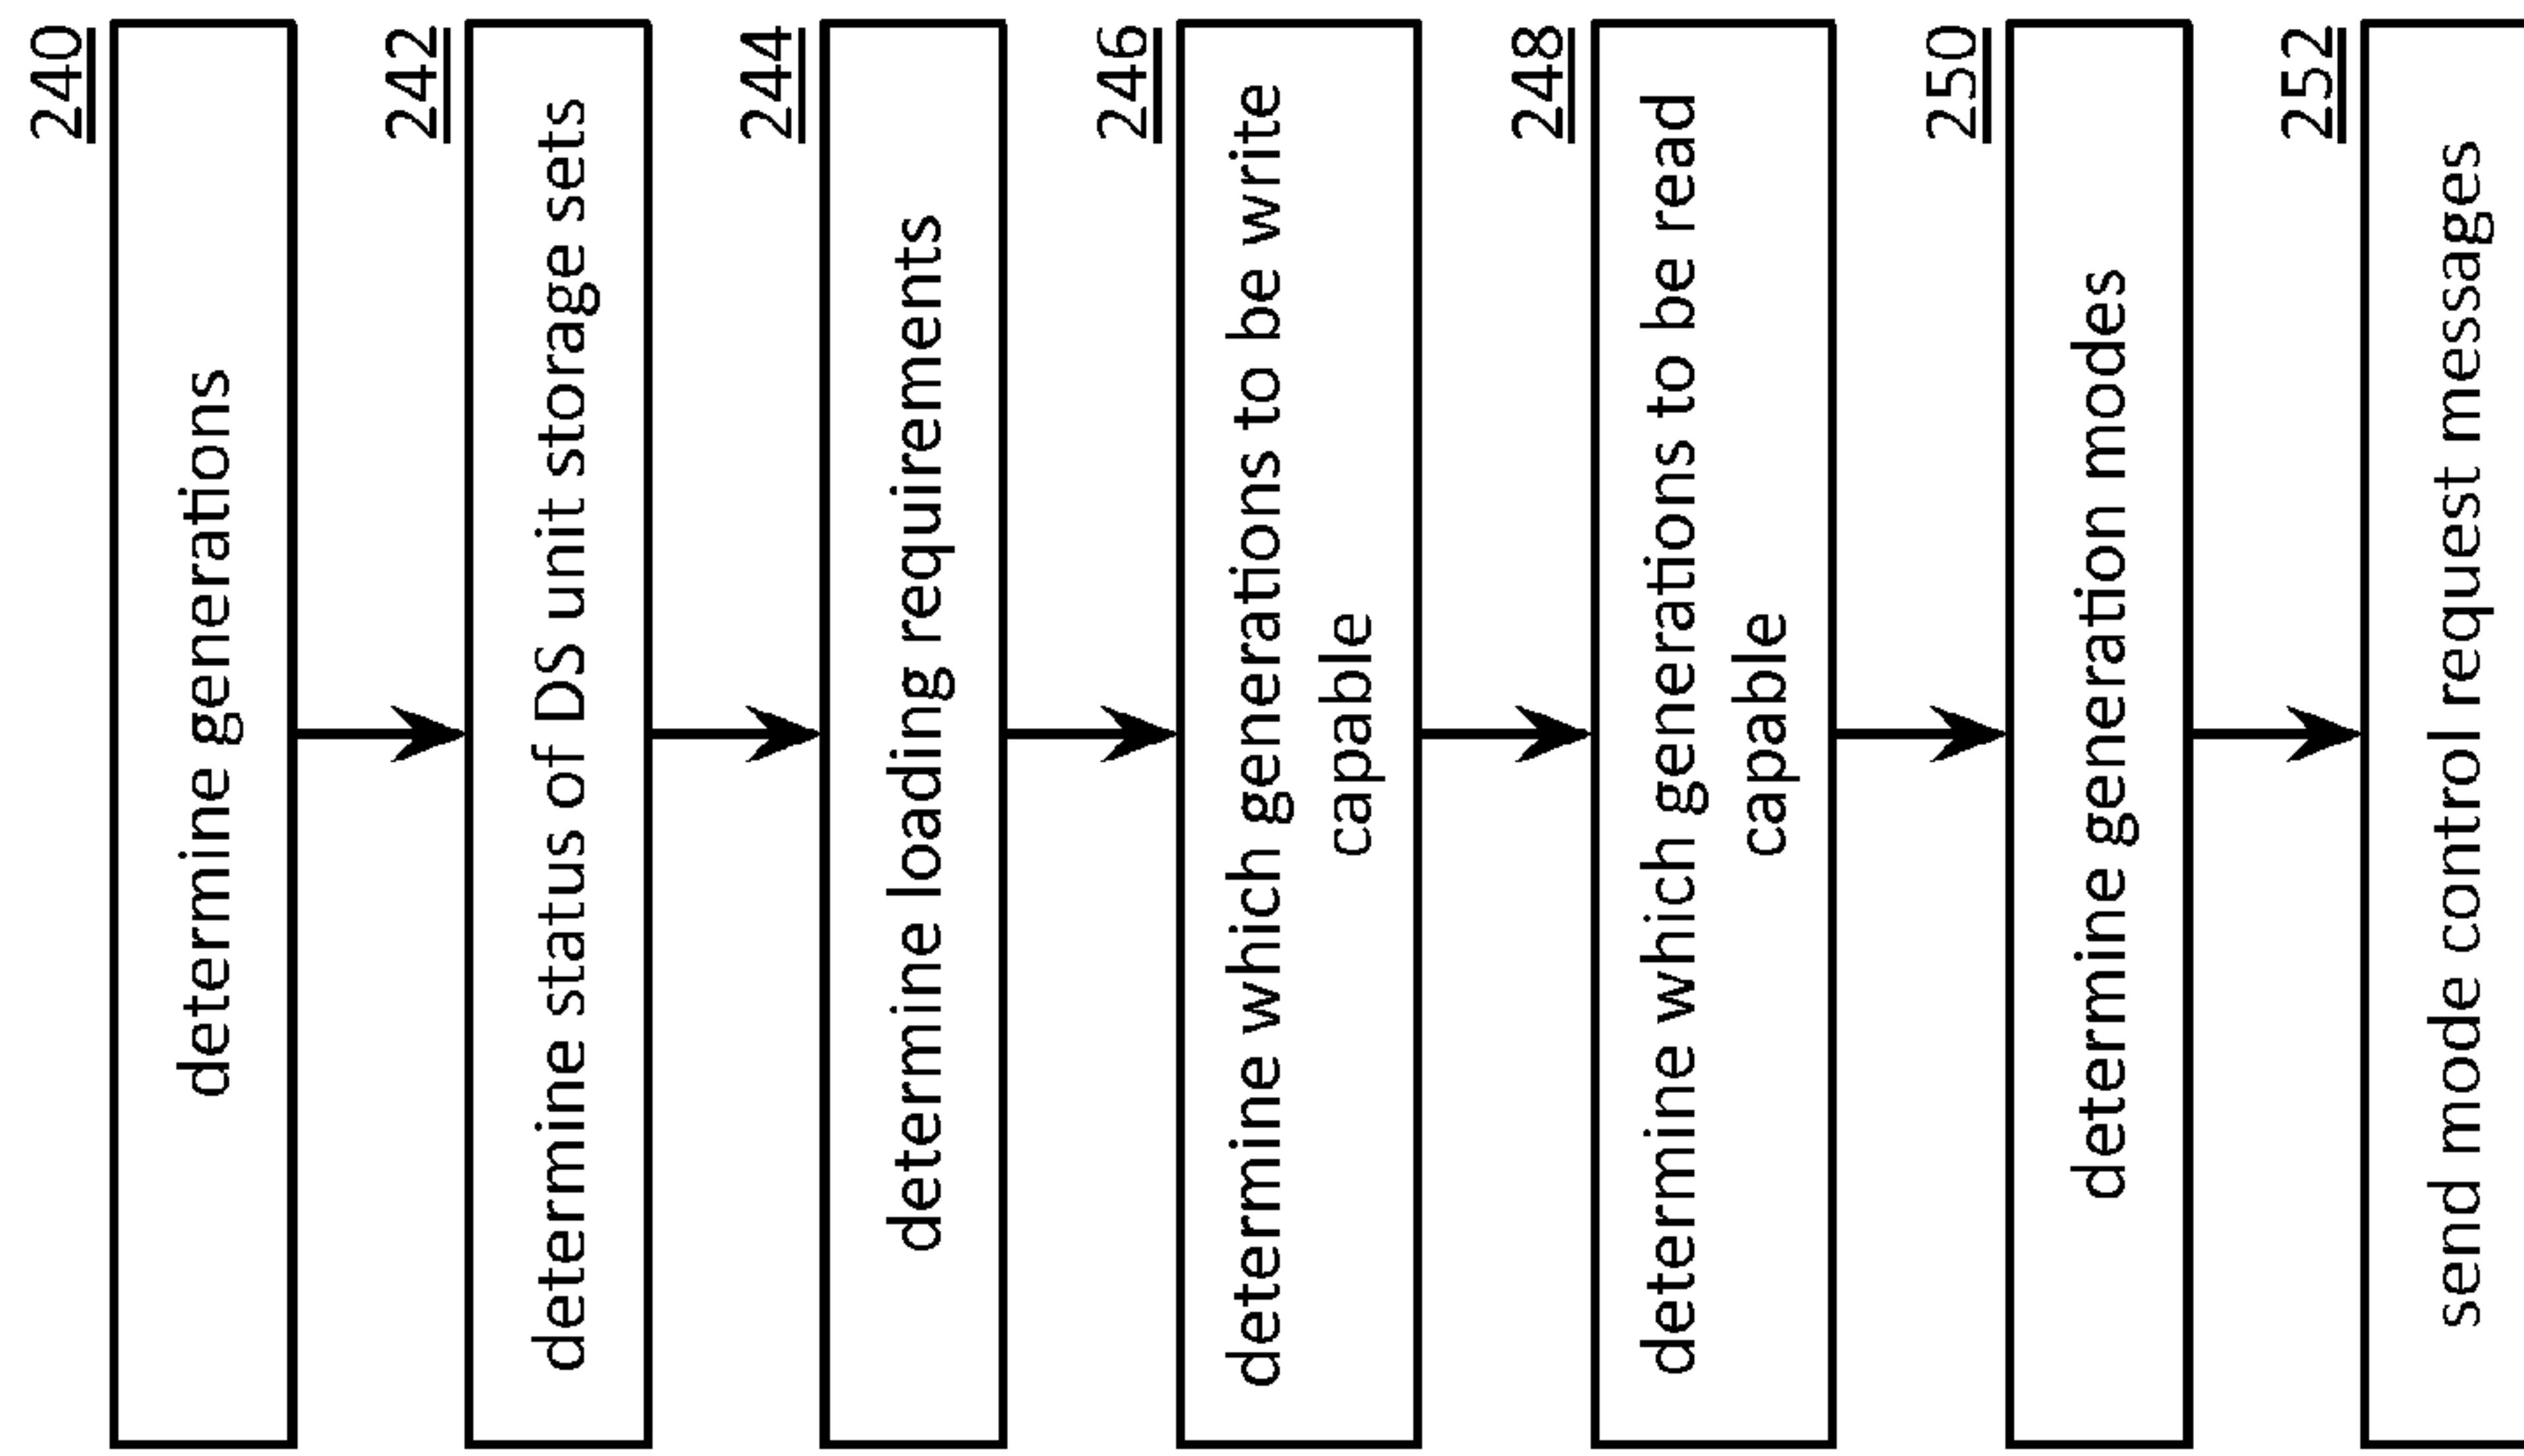 240
determine generations
242
determine status of DS unit storage sets
244
determine loading requirements
246
determine which generations to be write
capable
248
determine which generations to be read
capable
250
determine generation modes
252
send mode control request messages